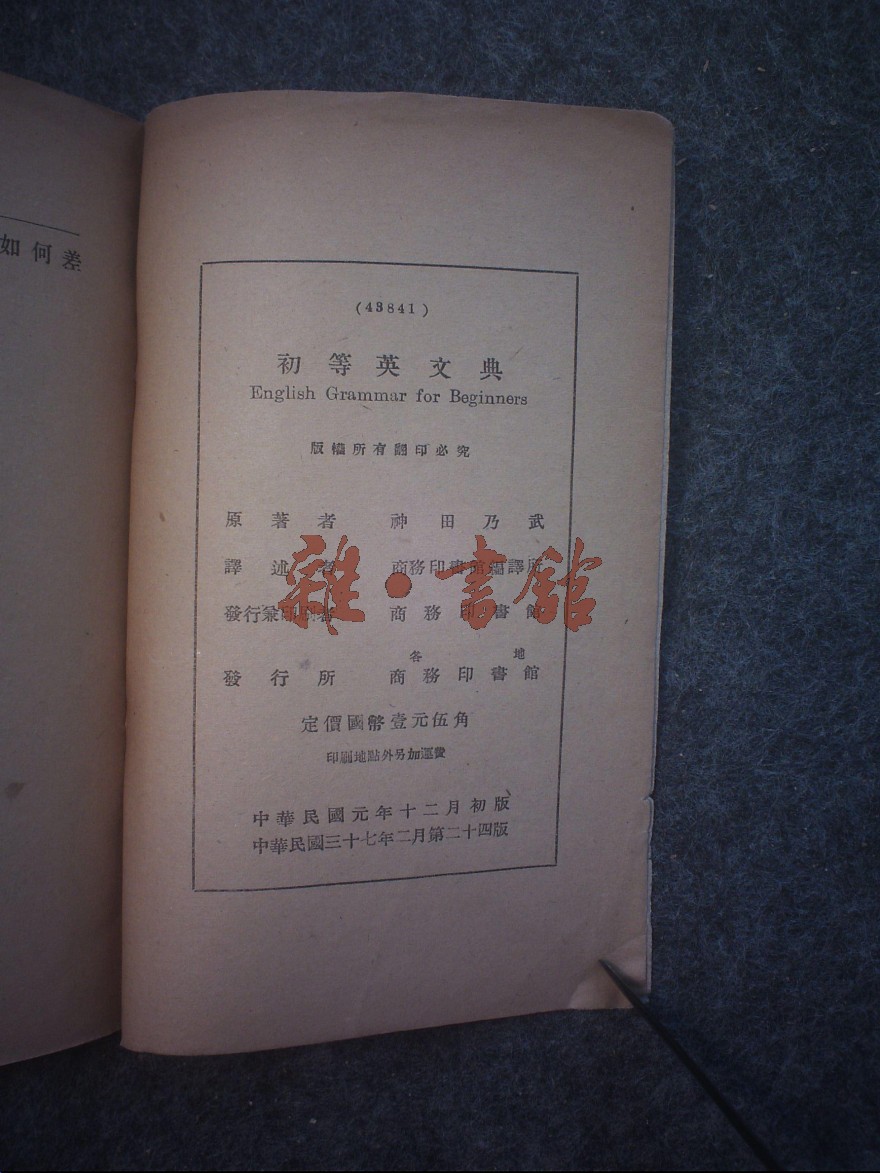 如何差
(43841)
初等英文典
English Grammar for Beginners
版權所有翻印必究
原著者 神田乃武
譯述者 商務印書館編譯所
發行兼印刷者 商務印書館
各地
發行所 商務印書館
定價國幣壹元伍角
印刷地點外另加運費
中華民國元年十二月初版
中華民國三十七年二月第二十四版
雜·書館